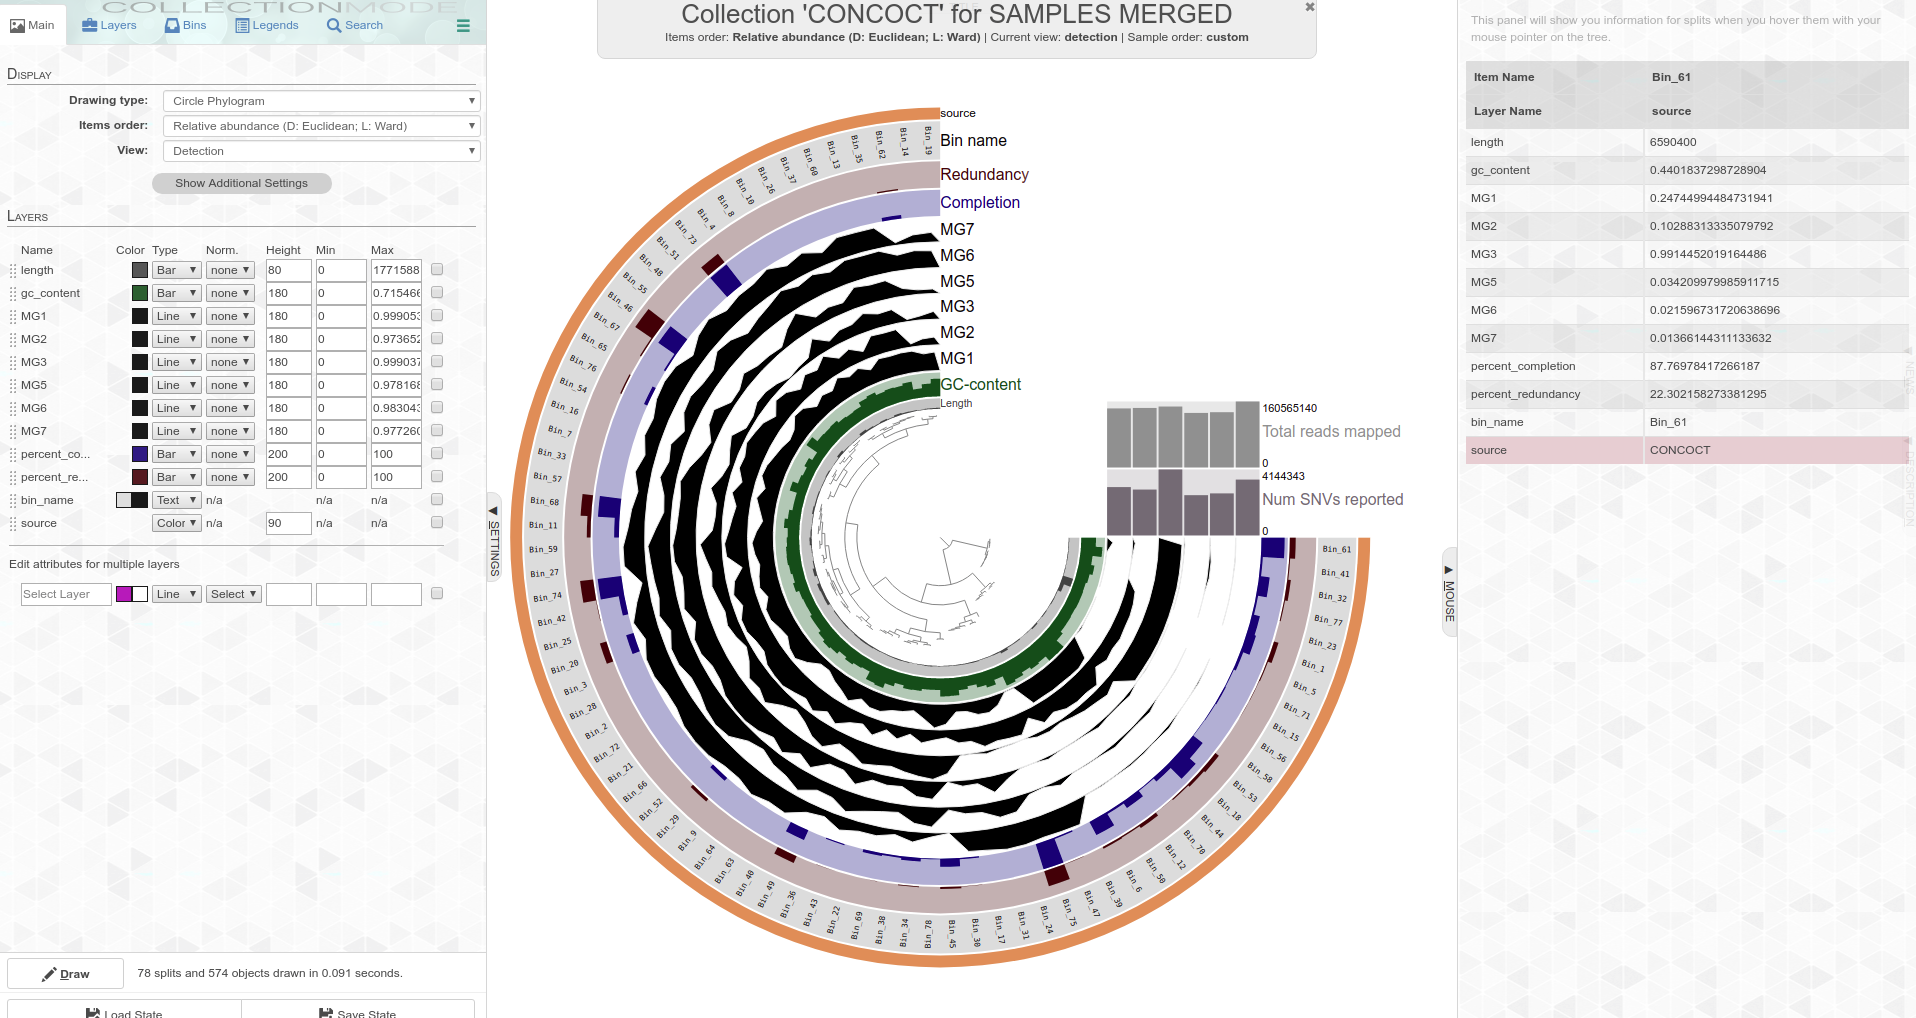 COLLECTION MODE
Main
Layers
Bins
Legends
Search
Display
Drawing type:
Circle Phylogram
Items order:
Relative abundance (D: Euclidean; L: Ward)
View:
Detection
Show Additional Settings
Layers
Name Color Type Norm. Height Min Max
length Bar none 80 0 1771588
gc_content Bar none 180 0 0.715466
MG1 Line none 180 0 0.999053
MG2 Line none 180 0 0.973652
MG3 Line none 180 0 0.999037
MG5 Line none 180 0 0.978168
MG6 Line none 180 0 0.983043
MG7 Line none 180 0 0.977260
percent_co... Bar none 200 0 100
percent_re... Bar none 200 0 100
bin_name Text n/a n/a n/a
source Color n/a 90 n/a n/a
Edit attributes for multiple layers
Select Layer Line Select
Draw
78 splits and 574 objects drawn in 0.091 seconds.
Load State
Save State
SETTINGS
Collection 'CONCOCT' for SAMPLES MERGED
Items order: Relative abundance (D: Euclidean; L: Ward) | Current view: detection | Sample order: custom
source
Bin name
Redundancy
Completion
MG7
MG6
MG5
MG3
MG2
MG1
GC-content
Length
160565140
Total reads mapped
0
4144343
Num SNVs reported
0
Bin_61
Bin_41
Bin_32
Bin_77
Bin_23
Bin_1
Bin_5
Bin_71
Bin_15
Bin_56
Bin_58
Bin_53
Bin_18
Bin_44
Bin_70
Bin_12
Bin_50
Bin_6
Bin_39
Bin_47
Bin_75
Bin_24
Bin_31
Bin_17
Bin_30
Bin_45
Bin_78
Bin_34
Bin_38
Bin_69
Bin_22
Bin_43
Bin_36
Bin_49
Bin_40
Bin_63
Bin_64
Bin_9
Bin_29
Bin_52
Bin_66
Bin_21
Bin_72
Bin_2
Bin_28
Bin_3
Bin_20
Bin_25
Bin_42
Bin_74
Bin_27
Bin_59
Bin_11
Bin_68
Bin_57
Bin_33
Bin_7
Bin_16
Bin_54
Bin_76
Bin_65
Bin_67
Bin_46
Bin_55
Bin_48
Bin_51
Bin_73
Bin_4
Bin_8
Bin_10
Bin_26
Bin_37
Bin_60
Bin_13
Bin_35
Bin_62
Bin_14
Bin_19
MOUSE
This panel will show you information for splits when you hover them with your
mouse pointer on the tree.
Item Name Bin_61
Layer Name source
length 6590400
gc_content 0.4401837298728904
MG1 0.24744994484731941
MG2 0.10288313335079792
MG3 0.9914452019164486
MG5 0.034209979985911715
MG6 0.021596731720638696
MG7 0.01366144311133632
percent_completion 87.76978417266187
percent_redundancy 22.302158273381295
bin_name Bin_61
source CONCOCT
NEWS
DESCRIPTION